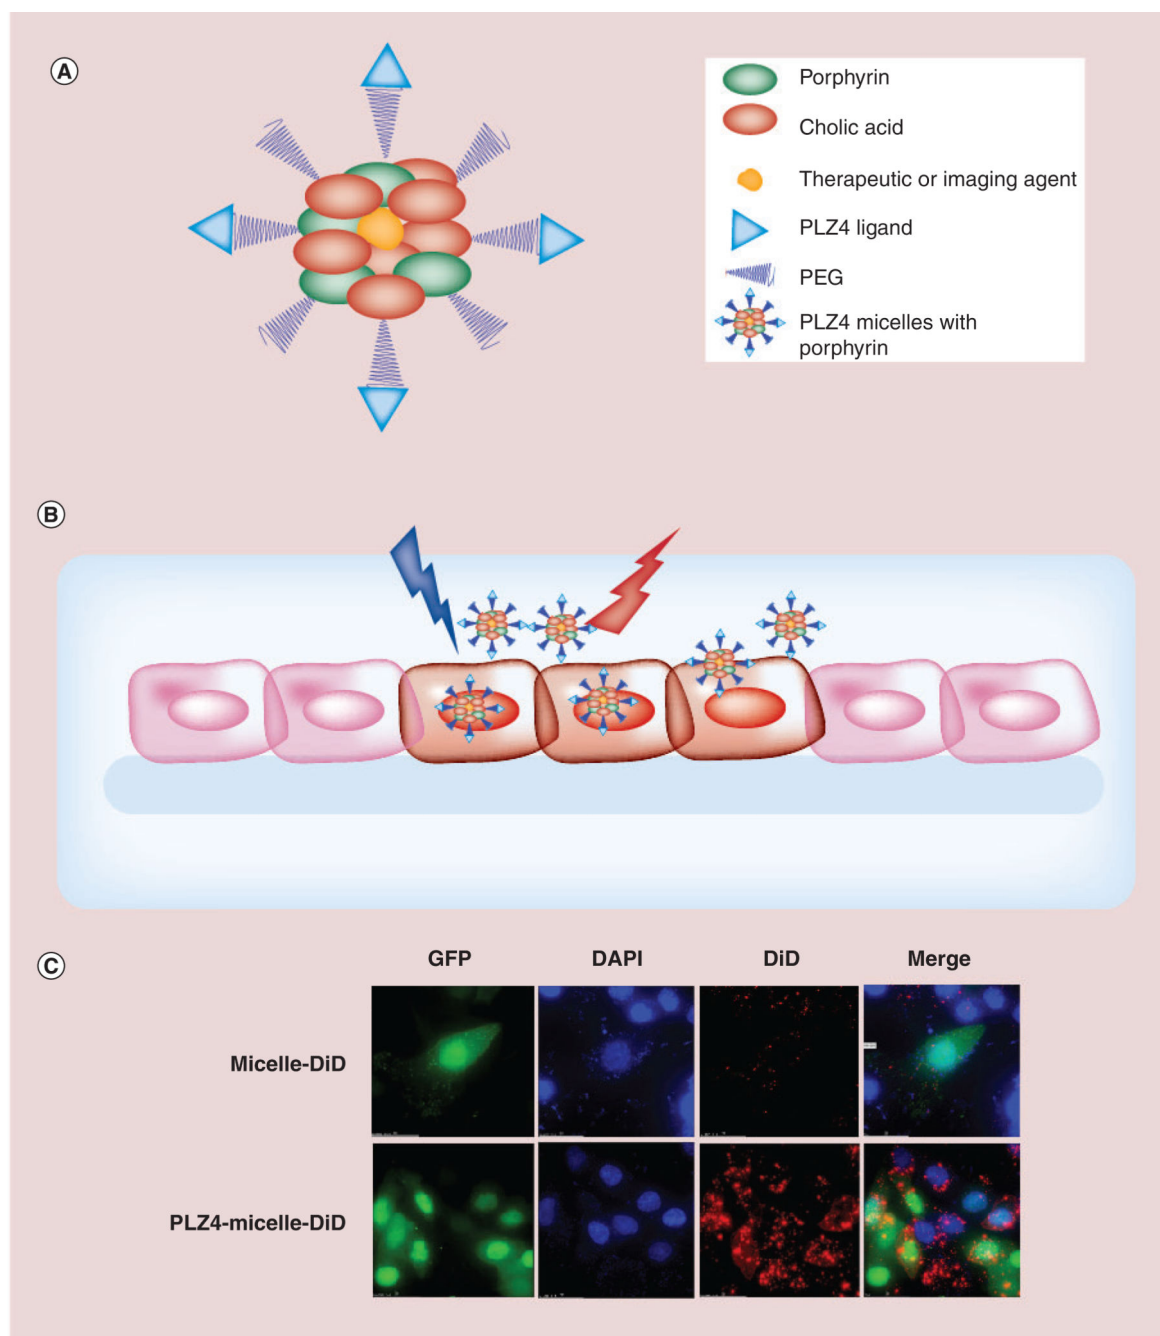 A
Porphyrin
Cholic acid
Therapeutic or imaging agent
PLZ4 ligand
PEG
PLZ4 micelles with
porphyrin
B
C
GFP
DAPI
DiD
Merge
Micelle-DiD
PLZ4-micelle-DiD